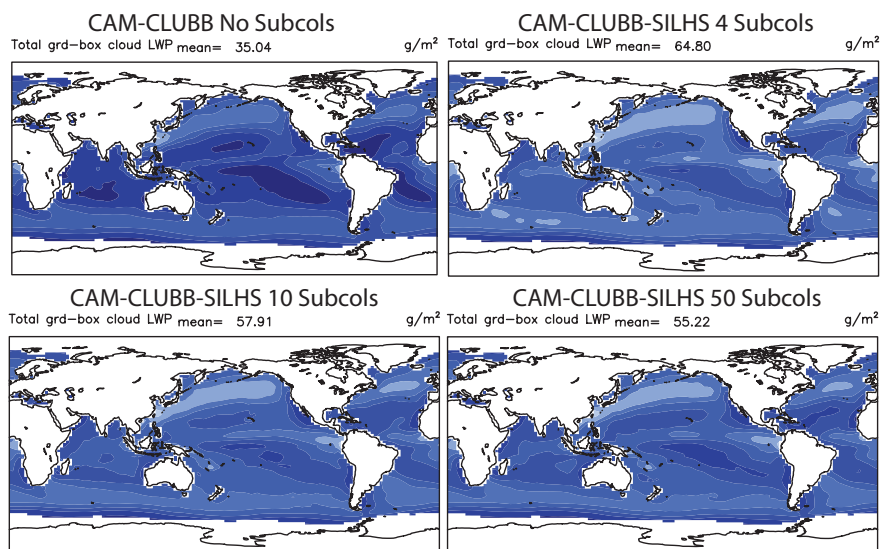 CAM-CLUBB No Subcols
Total grd-box cloud LWP mean= 35.04 g/m²
CAM-CLUBB-SILHS 4 Subcols
Total grd-box cloud LWP mean= 64.80 g/m²
CAM-CLUBB-SILHS 10 Subcols
Total grd-box cloud LWP mean= 57.91 g/m²
CAM-CLUBB-SILHS 50 Subcols
Total grd-box cloud LWP mean= 55.22 g/m²